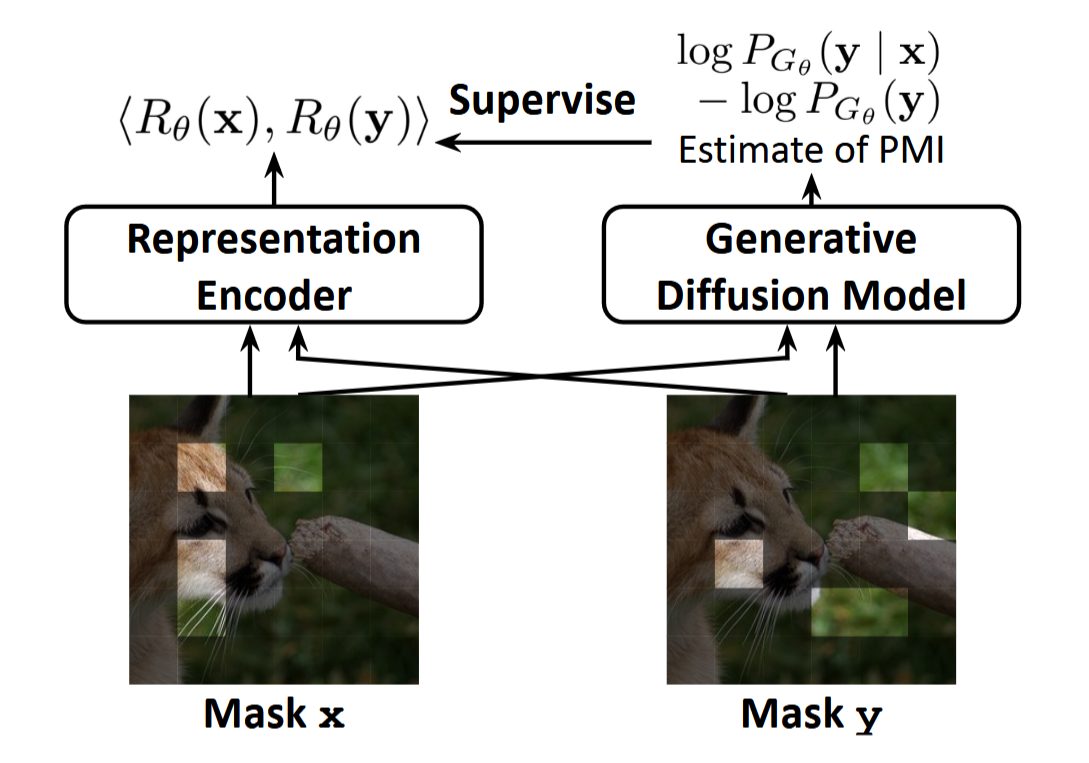 ⟨R_θ(x), R_θ(y)⟩
Supervise
log P_{G_θ}(y | x)
− log P_{G_θ}(y)
Estimate of PMI
Representation
Encoder
Generative
Diffusion Model
Mask x
Mask y